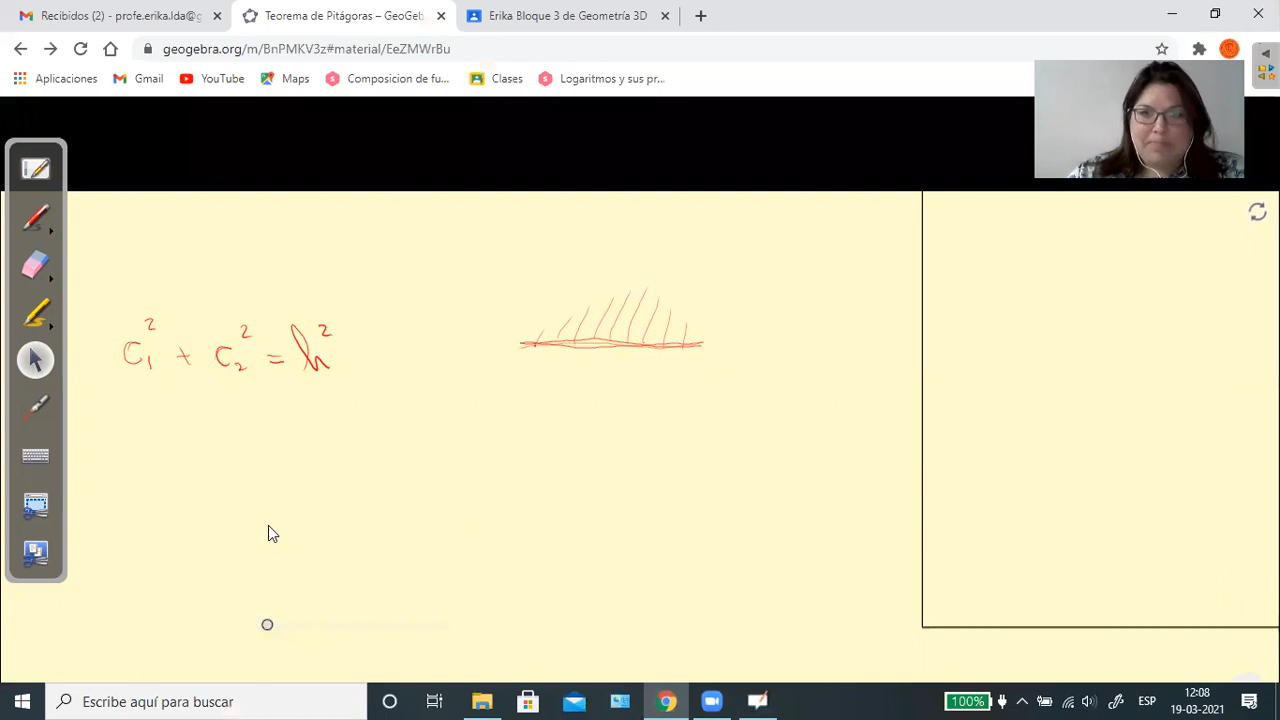 Recibidos (2) - profe.erika.lda@g
Teorema de Pitágoras – GeoGeb
Erika Bloque 3 de Geometría 3D
geogebra.org/m/BnPMKV3z#material/EeZMWrBu
Aplicaciones
Gmail
YouTube
Maps
Composicion de fu...
Clases
Logaritmos y sus pr...
C₁² + C₂² = h²
Escribe aquí para buscar
100%
ESP
12:08
19-03-2021